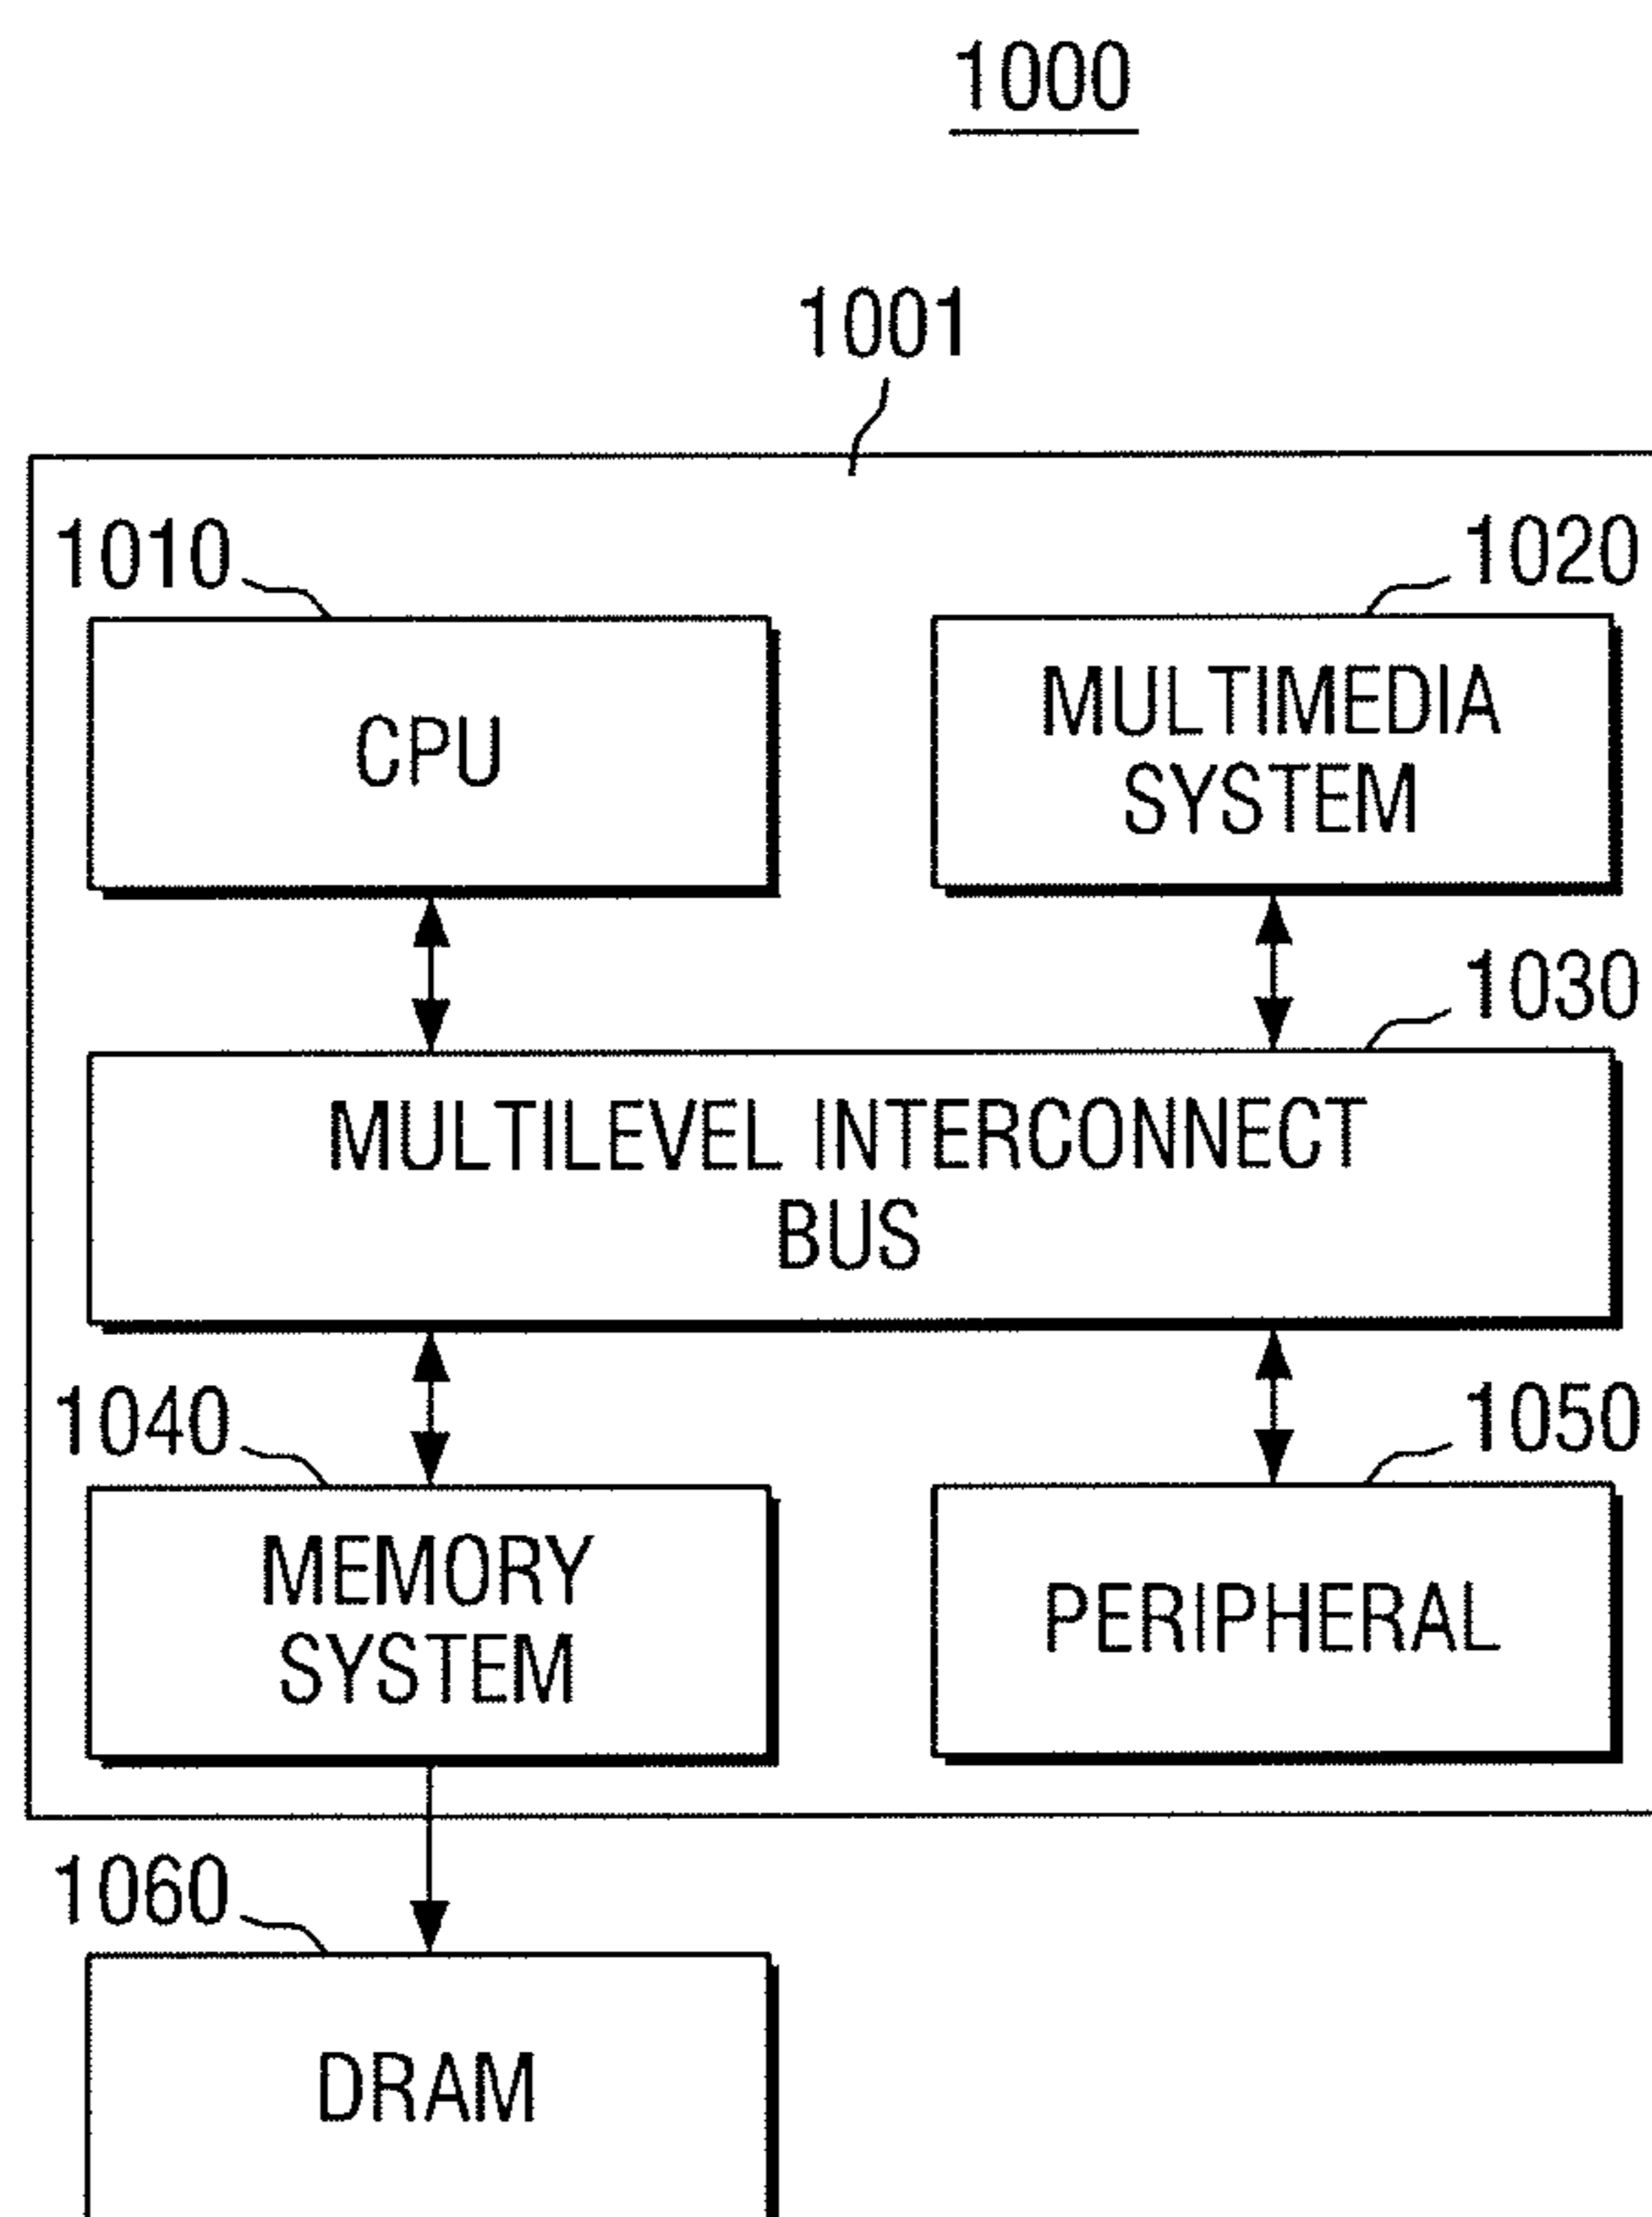 1000
1001
1010
1020
CPU
MULTIMEDIA
SYSTEM
1030
MULTILEVEL INTERCONNECT
BUS
1040
1050
MEMORY
SYSTEM
PERIPHERAL
1060
DRAM